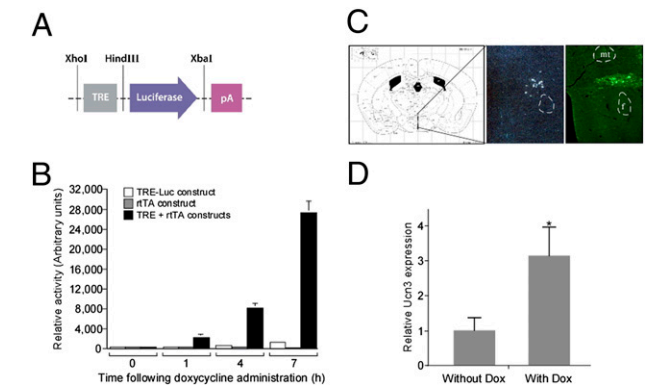 A
XhoI HindIII XbaI
TRE Luciferase pA
B
Relative activity (Arbitrary units)
32,000
28,000
24,000
20,000
16,000
12,000
8,000
4,000
0
TRE-Luc construct
rtTA construct
TRE + rtTA constructs
0 1 4 7
Time following doxycycline administration (h)
C
mt
f
D
Relative Ucn3 expression
4
3
2
1
0
*
Without Dox With Dox